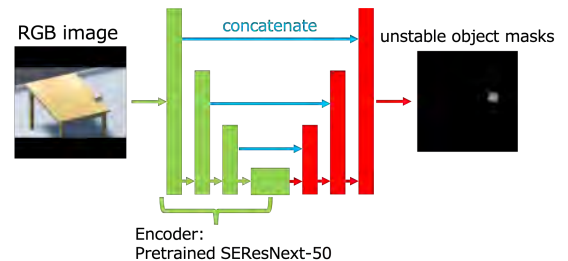 RGB image
concatenate
unstable object masks
Encoder:
Pretrained SEResNext-50